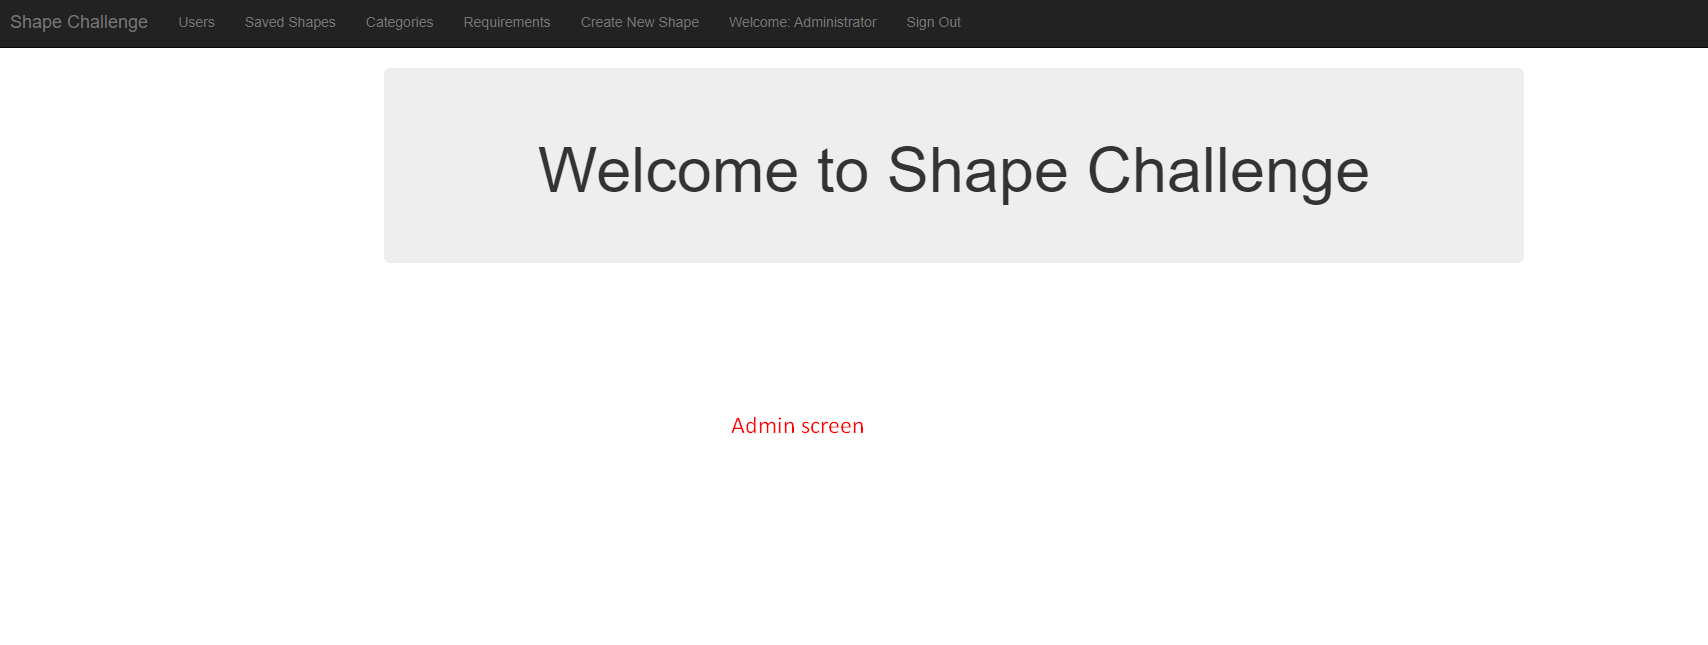 Shape Challenge Users Saved Shapes Categories Requirements Create New Shape Welcome: Administrator Sign Out
Welcome to Shape Challenge
Admin screen